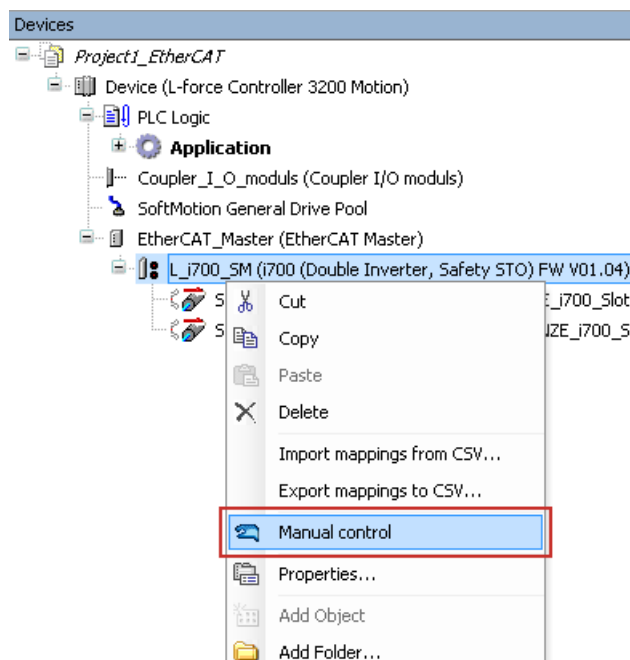 Devices
Project1_EtherCAT
Device (L-force Controller 3200 Motion)
PLC Logic
Application
Coupler_I_O_moduls (Coupler I/O moduls)
SoftMotion General Drive Pool
EtherCAT_Master (EtherCAT Master)
L_i700_SM (i700 (Double Inverter, Safety STO) FW V01.04)
S E_i700_Slot
S NZE_i700_S
Cut
Copy
Paste
Delete
Import mappings from CSV...
Export mappings to CSV...
Manual control
Properties...
Add Object
Add Folder...